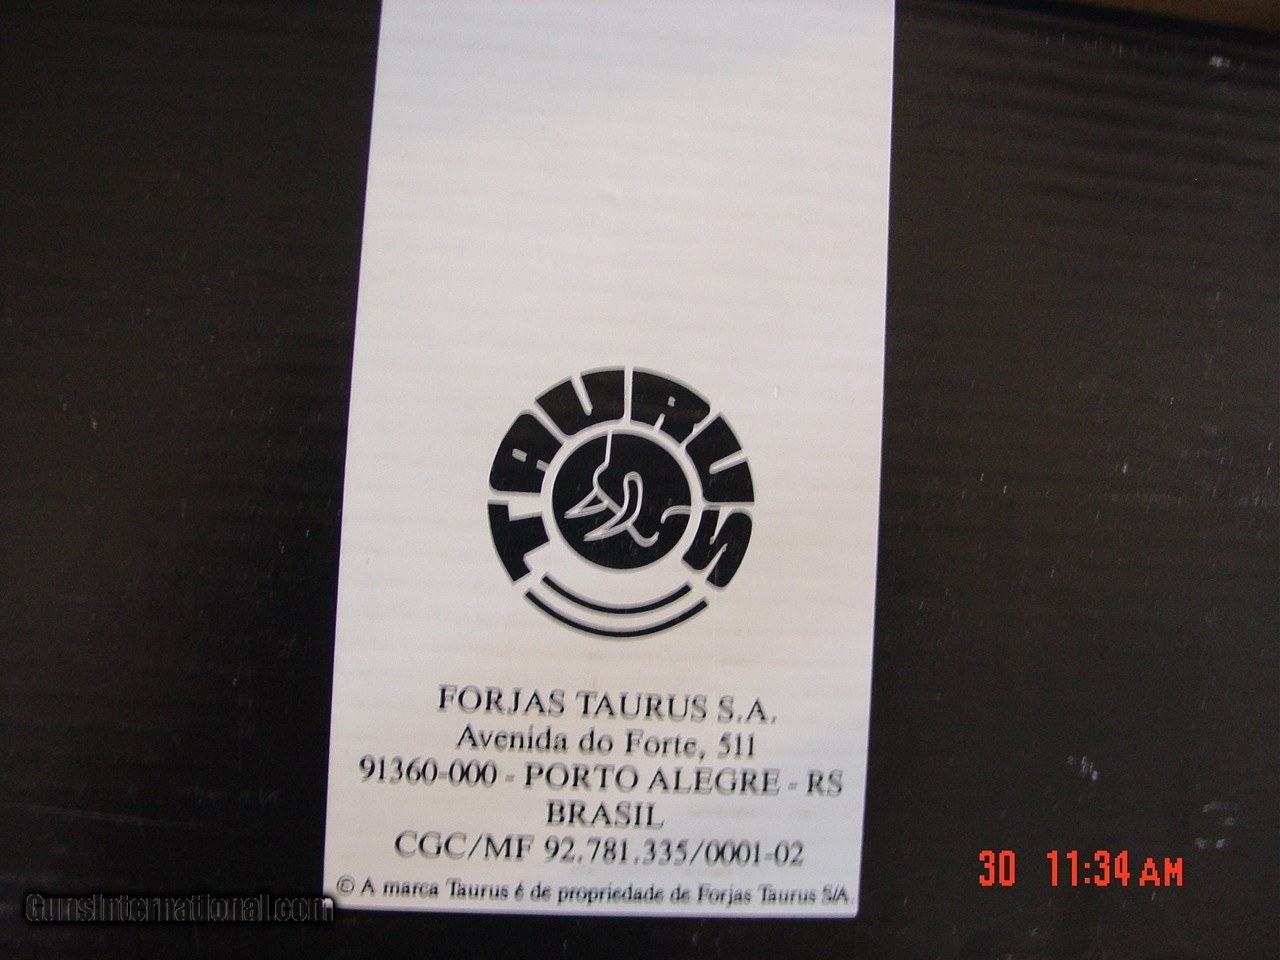 TAURUS
FORJAS TAURUS S.A.
Avenida do Forte, 511
91360-000 - PORTO ALEGRE - RS
BRASIL
CGC/MF 92.781.335/0001-02
© A marca Taurus é de propriedade de Forjas Taurus S/A.
30 11:34 AM
GunsInternational.com